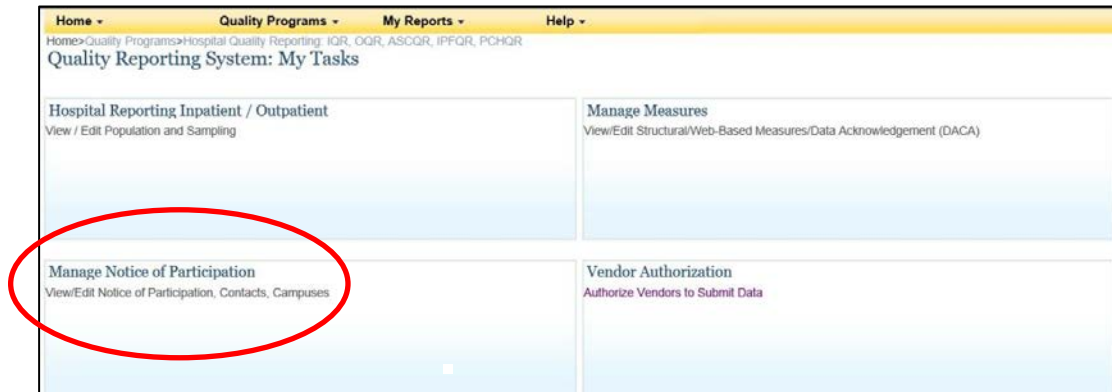 Home Quality Programs My Reports Help
Home>Quality Programs>Hospital Quality Reporting: IQR, OQR, ASCQR, IPFQR, PCHQR
Quality Reporting System: My Tasks
Hospital Reporting Inpatient / Outpatient
View / Edit Population and Sampling
Manage Measures
View/Edit Structural/Web-Based Measures/Data Acknowledgement (DACA)
Manage Notice of Participation
View/Edit Notice of Participation, Contacts, Campuses
Vendor Authorization
Authorize Vendors to Submit Data